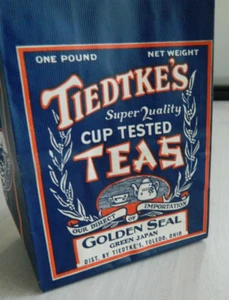 ONE POUND NET WEIGHT
TIEDTKE'S
Super Quality
CUP TESTED
TEAS
OUR DIRECT IMPORTATION
OF
GOLDEN SEAL
GREEN JAPAN
DIST. BY TIEDTKE'S, TOLEDO, OHIO